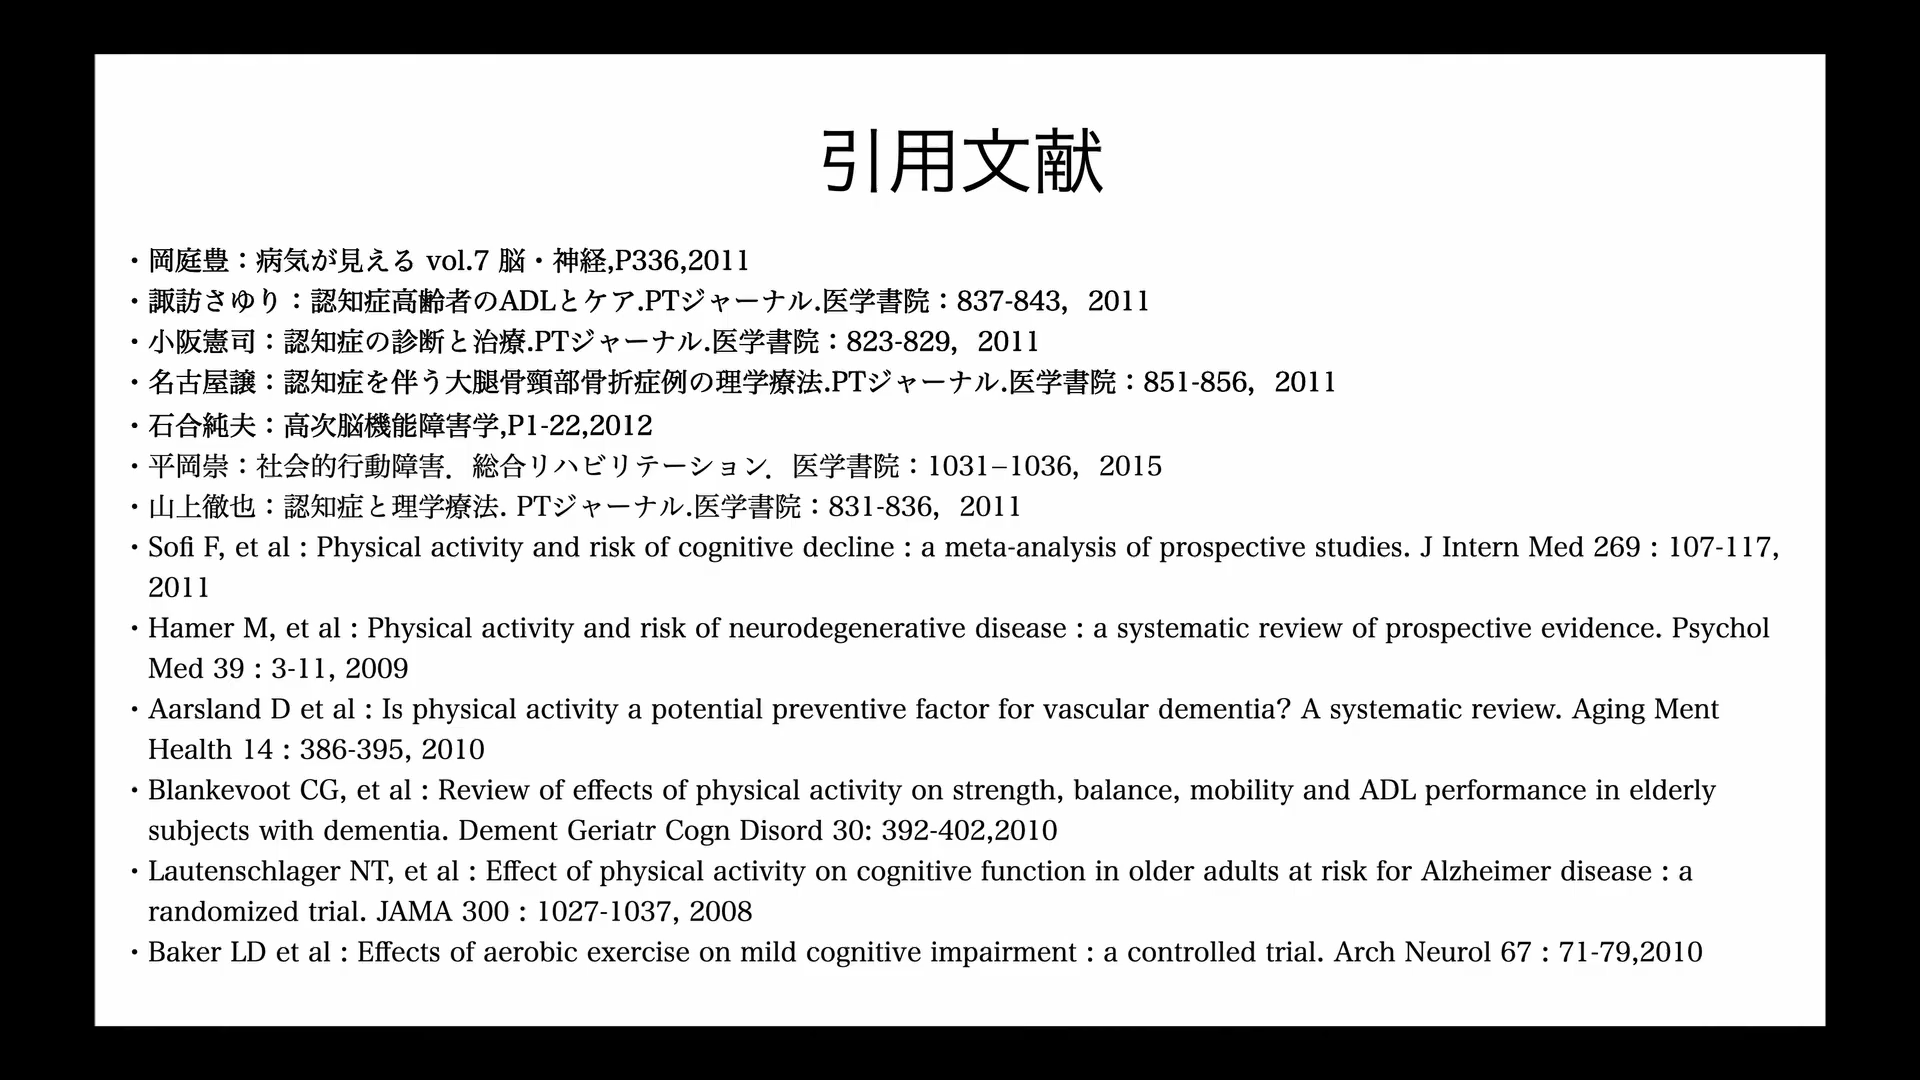 引用文献
・岡庭豊：病気が見える vol.7 脳・神経,P336,2011
・諏訪さゆり：認知症高齢者のADLとケア.PTジャーナル.医学書院：837-843，2011
・小阪憲司：認知症の診断と治療.PTジャーナル.医学書院：823-829，2011
・名古屋譲：認知症を伴う大腿骨頸部骨折症例の理学療法.PTジャーナル.医学書院：851-856，2011
・石合純夫：高次脳機能障害学,P1-22,2012
・平岡崇：社会的行動障害．総合リハビリテーション．医学書院：1031–1036，2015
・山上徹也：認知症と理学療法. PTジャーナル.医学書院：831-836，2011
・Sofi F, et al : Physical activity and risk of cognitive decline : a meta-analysis of prospective studies. J Intern Med 269 : 107-117,
2011
・Hamer M, et al : Physical activity and risk of neurodegenerative disease : a systematic review of prospective evidence. Psychol
Med 39 : 3-11, 2009
・Aarsland D et al : Is physical activity a potential preventive factor for vascular dementia? A systematic review. Aging Ment
Health 14 : 386-395, 2010
・Blankevoot CG, et al : Review of effects of physical activity on strength, balance, mobility and ADL performance in elderly
subjects with dementia. Dement Geriatr Cogn Disord 30: 392-402,2010
・Lautenschlager NT, et al : Effect of physical activity on cognitive function in older adults at risk for Alzheimer disease : a
randomized trial. JAMA 300 : 1027-1037, 2008
・Baker LD et al : Effects of aerobic exercise on mild cognitive impairment : a controlled trial. Arch Neurol 67 : 71-79,2010